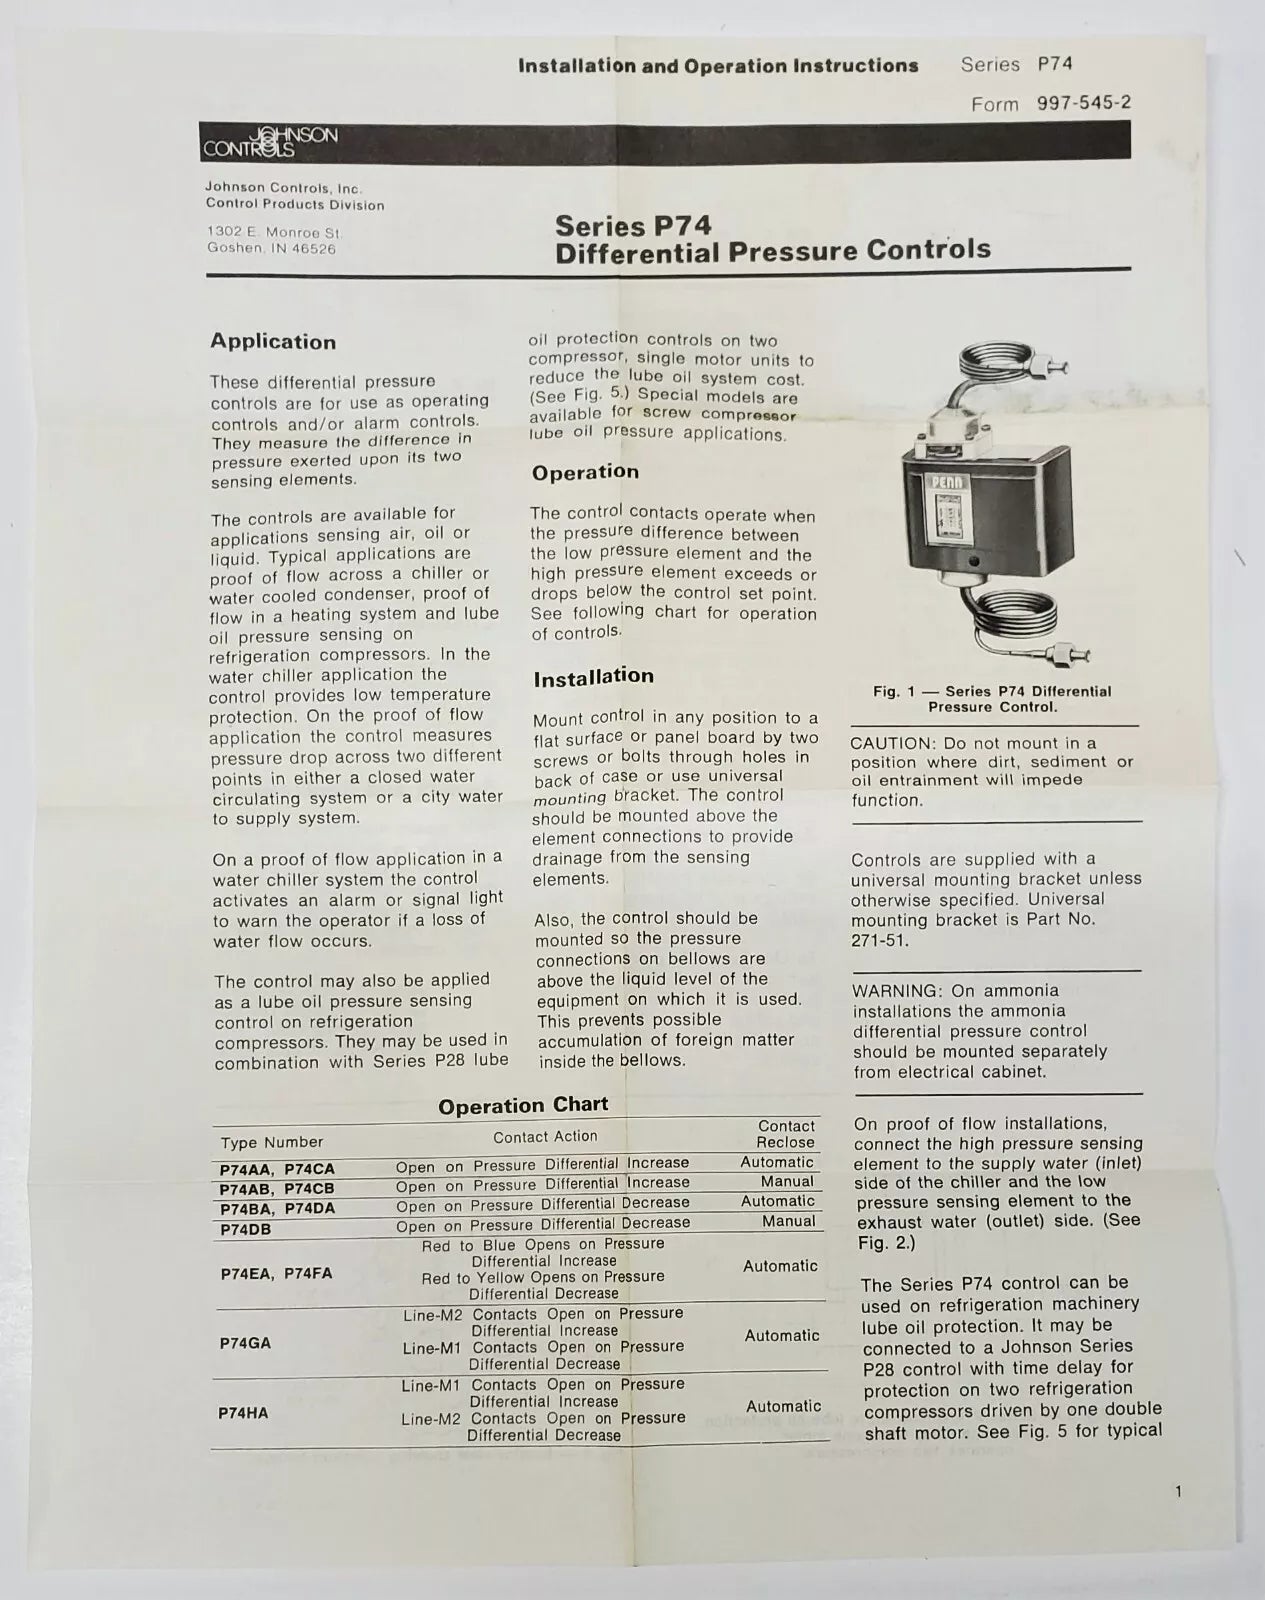 Installation and Operation Instructions Series P74
Form 997-545-2
JOHNSON
CONTROLS
Johnson Controls, Inc.
Control Products Division
1302 E. Monroe St.
Goshen, IN 46526
Series P74
Differential Pressure Controls
Application
These differential pressure
controls are for use as operating
controls and/or alarm controls.
They measure the difference in
pressure exerted upon its two
sensing elements.
The controls are available for
applications sensing air, oil or
liquid. Typical applications are
proof of flow across a chiller or
water cooled condenser, proof of
flow in a heating system and lube
oil pressure sensing on
refrigeration compressors. In the
water chiller application the
control provides low temperature
protection. On the proof of flow
application the control measures
pressure drop across two different
points in either a closed water
circulating system or a city water
to supply system.
On a proof of flow application in a
water chiller system the control
activates an alarm or signal light
to warn the operator if a loss of
water flow occurs.
The control may also be applied
as a lube oil pressure sensing
control on refrigeration
compressors. They may be used in
combination with Series P28 lube
oil protection controls on two
compressor, single motor units to
reduce the lube oil system cost.
(See Fig. 5.) Special models are
available for screw compressor
lube oil pressure applications.
Operation
The control contacts operate when
the pressure difference between
the low pressure element and the
high pressure element exceeds or
drops below the control set point.
See following chart for operation
of controls.
Installation
Mount control in any position to a
flat surface or panel board by two
screws or bolts through holes in
back of case or use universal
mounting bracket. The control
should be mounted above the
element connections to provide
drainage from the sensing
elements.
Also, the control should be
mounted so the pressure
connections on bellows are
above the liquid level of the
equipment on which it is used.
This prevents possible
accumulation of foreign matter
inside the bellows.
PENN
Fig. 1 — Series P74 Differential
Pressure Control.
CAUTION: Do not mount in a
position where dirt, sediment or
oil entrainment will impede
function.
Controls are supplied with a
universal mounting bracket unless
otherwise specified. Universal
mounting bracket is Part No.
271-51.
WARNING: On ammonia
installations the ammonia
differential pressure control
should be mounted separately
from electrical cabinet.
On proof of flow installations,
connect the high pressure sensing
element to the supply water (inlet)
side of the chiller and the low
pressure sensing element to the
exhaust water (outlet) side. (See
Fig. 2.)
The Series P74 control can be
used on refrigeration machinery
lube oil protection. It may be
connected to a Johnson Series
P28 control with time delay for
protection on two refrigeration
compressors driven by one double
shaft motor. See Fig. 5 for typical
Operation Chart
Type Number Contact Action Contact
Reclose
P74AA, P74CA Open on Pressure Differential Increase Automatic
P74AB, P74CB Open on Pressure Differential Increase Manual
P74BA, P74DA Open on Pressure Differential Decrease Automatic
P74DB Open on Pressure Differential Decrease Manual
Red to Blue Opens on Pressure
Differential Increase
P74EA, P74FA Automatic
Red to Yellow Opens on Pressure
Differential Decrease
Line-M2 Contacts Open on Pressure
Differential Increase
P74GA Automatic
Line-M1 Contacts Open on Pressure
Differential Decrease
Line-M1 Contacts Open on Pressure
Differential Increase
P74HA Automatic
Line-M2 Contacts Open on Pressure
Differential Decrease
1